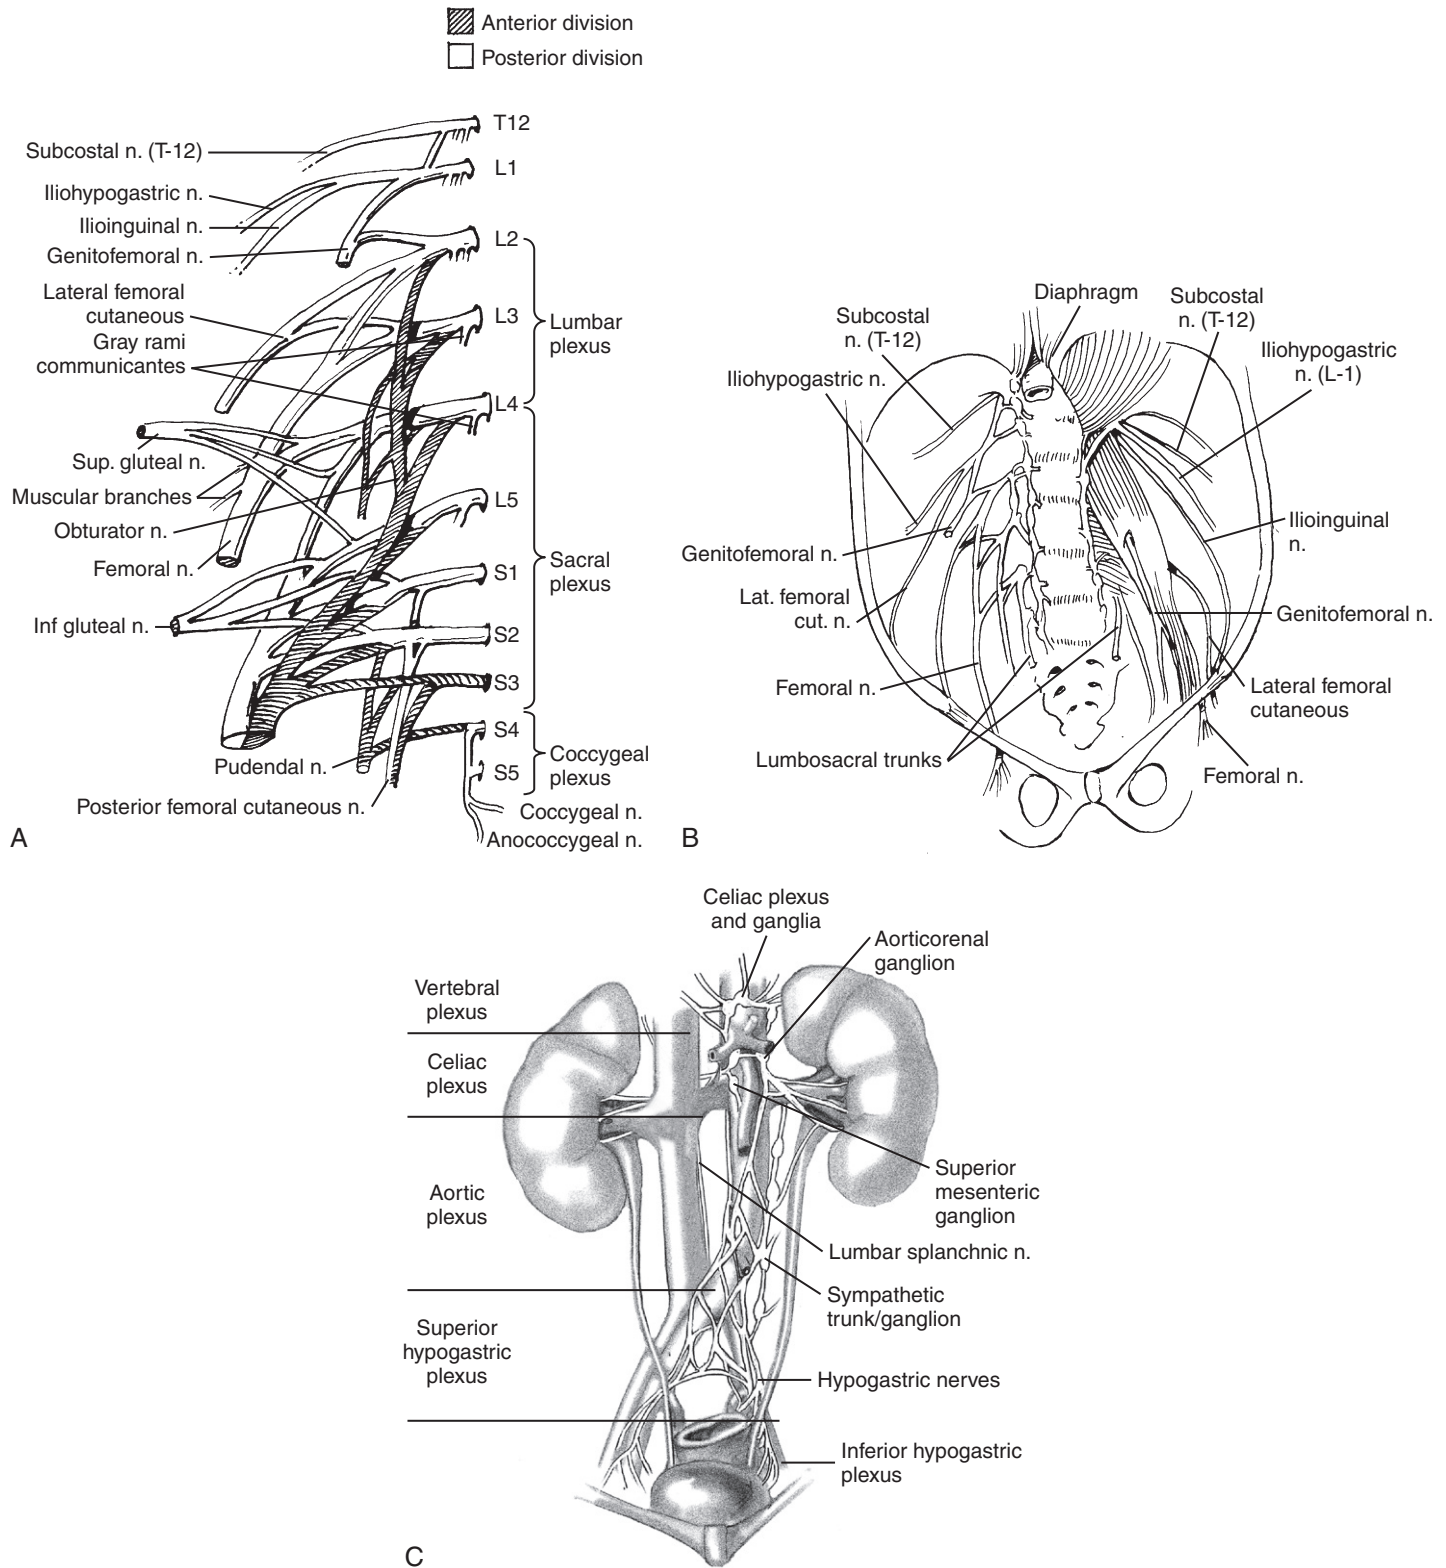 Anterior division
Posterior division
T12
Subcostal n. (T-12)
L1
Iliohypogastric n.
Ilioinguinal n.
Genitofemoral n.
L2
Lateral femoral
cutaneous
Gray rami
communicantes
L3
Lumbar
plexus
L4
Sup. gluteal n.
Muscular branches
L5
Obturator n.
Femoral n.
Sacral
plexus
S1
Inf gluteal n.
S2
S3
S4
Pudendal n.
S5
Coccygeal
plexus
Posterior femoral cutaneous n.
Coccygeal n.
Anococcygeal n.
A
Diaphragm
Subcostal
n. (T-12)
Subcostal
n. (T-12)
Iliohypogastric
n. (L-1)
Iliohypogastric n.
Ilioinguinal
n.
Genitofemoral n.
Lat. femoral
cut. n.
Genitofemoral n.
Femoral n.
Lateral femoral
cutaneous
Lumbosacral trunks
Femoral n.
B
Celiac plexus
and ganglia
Aorticorenal
ganglion
Vertebral
plexus
Celiac
plexus
Superior
mesenteric
ganglion
Aortic
plexus
Lumbar splanchnic n.
Sympathetic
trunk/ganglion
Superior
hypogastric
plexus
Hypogastric nerves
Inferior hypogastric
plexus
C